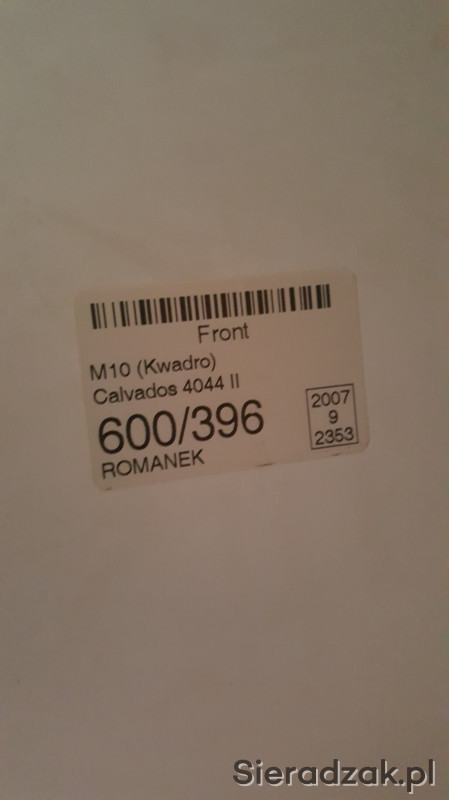 Front
M10 (Kwadro)
Calvados 4044 II
600/396
ROMANEK
2007
9
2353
Sieradzak.pl